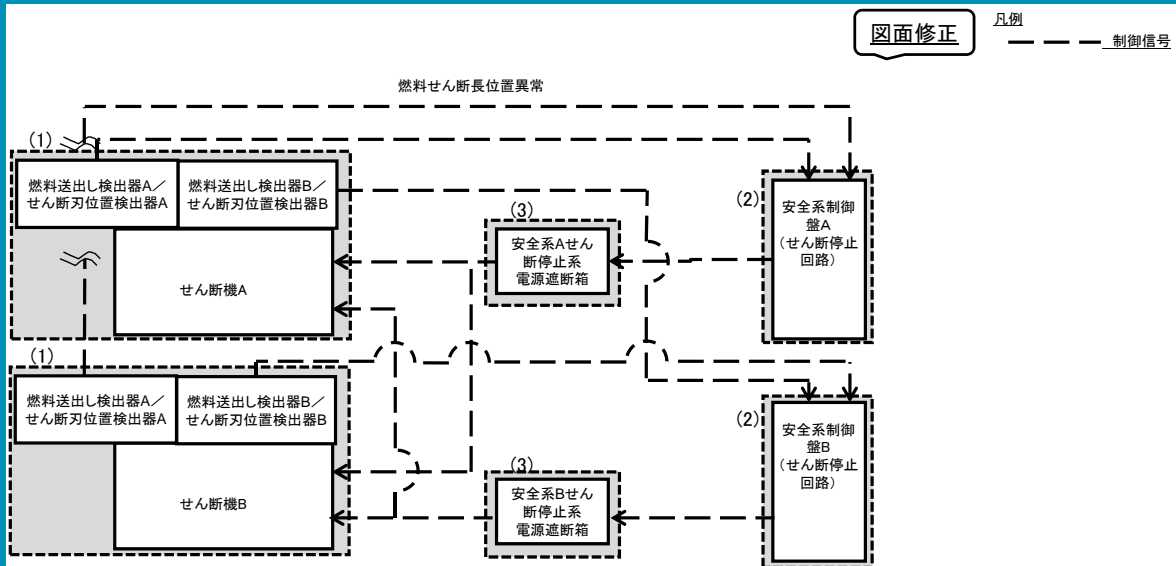 図面修正
凡例
制御信号
燃料せん断長位置異常
(1)
燃料送出し検出器A／
せん断刃位置検出器A
燃料送出し検出器B／
せん断刃位置検出器B
せん断機A
(3)
安全系Aせん
断停止系
電源遮断箱
(2)
安全系制御
盤A
(せん断停止
回路)
(1)
燃料送出し検出器A／
せん断刃位置検出器A
燃料送出し検出器B／
せん断刃位置検出器B
せん断機B
(3)
安全系Bせん
断停止系
電源遮断箱
(2)
安全系制御
盤B
(せん断停止
回路)